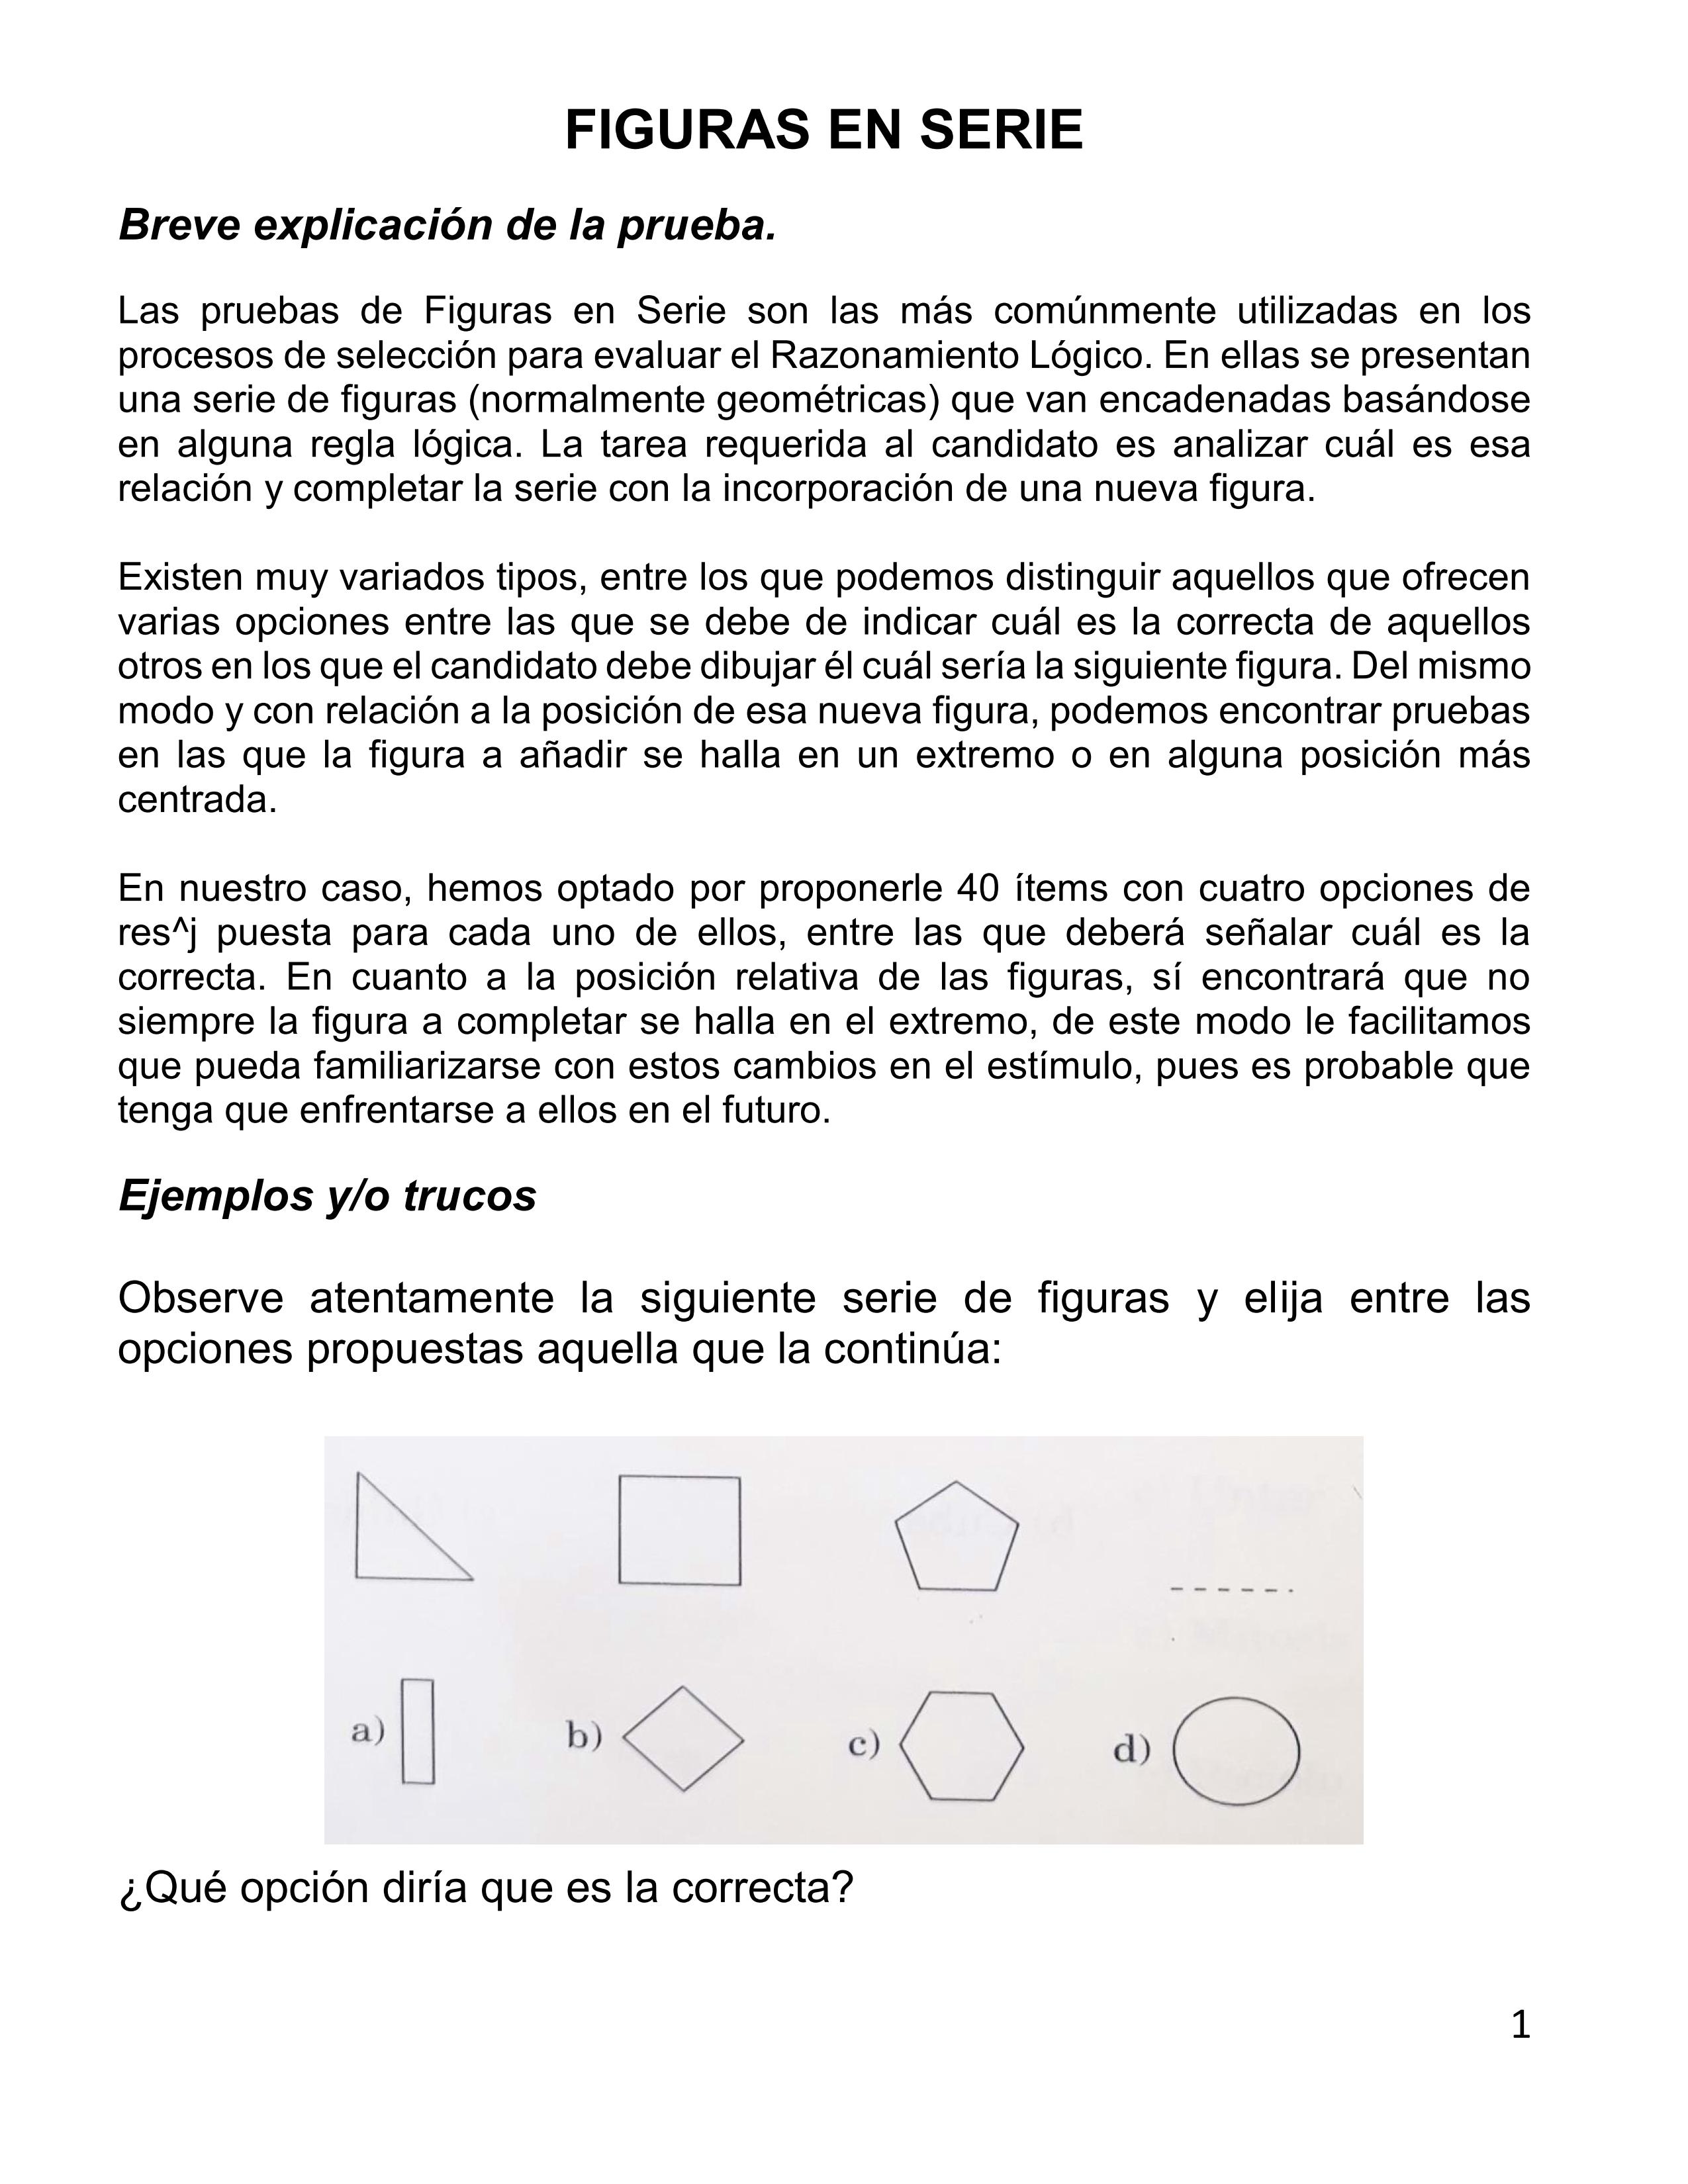 FIGURAS EN SERIE
Breve explicación de la prueba.
Las pruebas de Figuras en Serie son las más comúnmente utilizadas en los
procesos de selección para evaluar el Razonamiento Lógico. En ellas se presentan
una serie de figuras (normalmente geométricas) que van encadenadas basándose
en alguna regla lógica. La tarea requerida al candidato es analizar cuál es esa
relación y completar la serie con la incorporación de una nueva figura.
Existen muy variados tipos, entre los que podemos distinguir aquellos que ofrecen
varias opciones entre las que se debe de indicar cuál es la correcta de aquellos
otros en los que el candidato debe dibujar él cuál sería la siguiente figura. Del mismo
modo y con relación a la posición de esa nueva figura, podemos encontrar pruebas
en las que la figura a añadir se halla en un extremo o en alguna posición más
centrada.
En nuestro caso, hemos optado por proponerle 40 ítems con cuatro opciones de
res^j puesta para cada uno de ellos, entre las que deberá señalar cuál es la
correcta. En cuanto a la posición relativa de las figuras, sí encontrará que no
siempre la figura a completar se halla en el extremo, de este modo le facilitamos
que pueda familiarizarse con estos cambios en el estímulo, pues es probable que
tenga que enfrentarse a ellos en el futuro.
Ejemplos y/o trucos
Observe atentamente la siguiente serie de figuras y elija entre las
opciones propuestas aquella que la continúa:
a) b) c) d)
¿Qué opción diría que es la correcta?
1